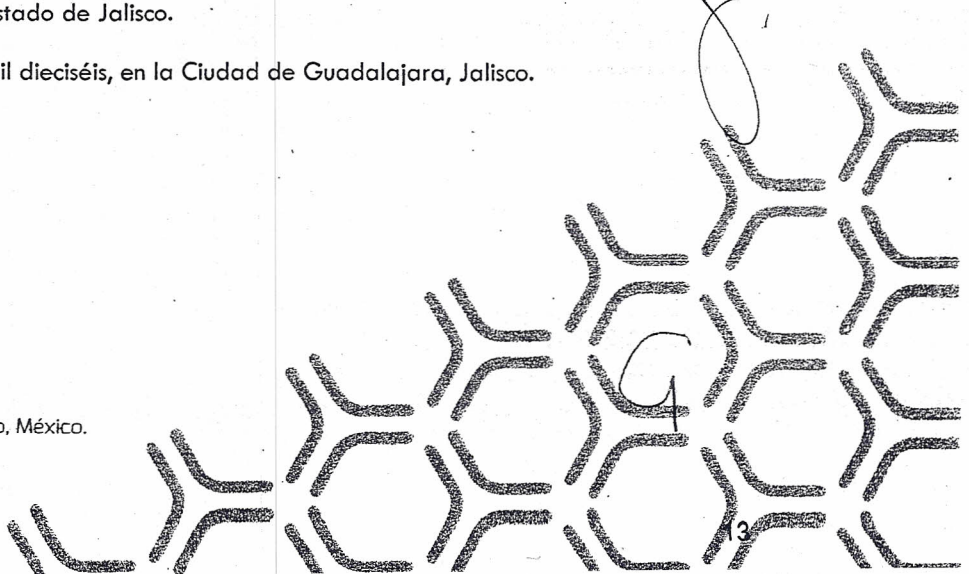 stado de Jalisco.
il dieciséis, en la Ciudad de Guadalajara, Jalisco.
o, México.
13